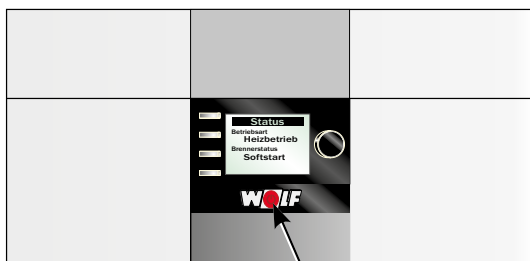 Status
Betriebsart
Heizbetrieb
Brennerstatus
Softstart
WOLF